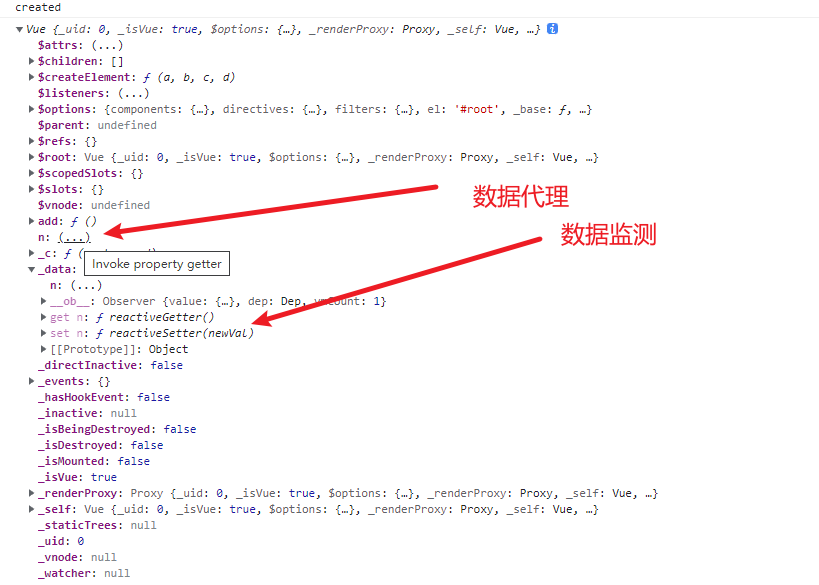 created
Vue {_uid: 0, _isVue: true, $options: {…}, _renderProxy: Proxy, _self: Vue, …}
$attrs: (...)
$children: []
$createElement: ƒ (a, b, c, d)
$listeners: (...)
$options: {components: {…}, directives: {…}, filters: {…}, el: '#root', _base: ƒ, …}
$parent: undefined
$refs: {}
$root: Vue {_uid: 0, _isVue: true, $options: {…}, _renderProxy: Proxy, _self: Vue, …}
$scopedSlots: {}
数据代理
$slots: {}
$vnode: undefined
add: ƒ ()
数据监测
n: (...)
_c: ƒ (
_data:
Invoke property getter
n: (...)
__ob__: Observer {value: {…}, dep: Dep, vmCount: 1}
get n: ƒ reactiveGetter()
set n: ƒ reactiveSetter(newVal)
[[Prototype]]: Object
_directInactive: false
_events: {}
_hasHookEvent: false
_inactive: null
_isBeingDestroyed: false
_isDestroyed: false
_isMounted: false
_isVue: true
_renderProxy: Proxy {_uid: 0, _isVue: true, $options: {…}, _renderProxy: Proxy, _self: Vue, …}
_self: Vue {_uid: 0, _isVue: true, $options: {…}, _renderProxy: Proxy, _self: Vue, …}
_staticTrees: null
_uid: 0
_vnode: null
_watcher: null